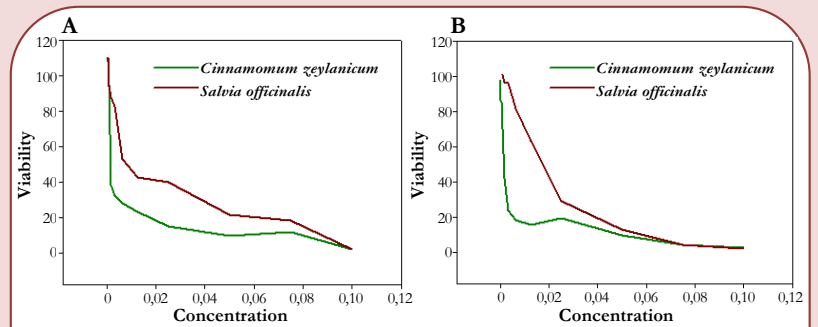 A
120
100
80
60
40
20
0
Viability
Cinnamomum zeylanicum
Salvia officinalis
0 0,02 0,04 0,06 0,08 0,10 0,12
Concentration
B
120
100
80
60
40
20
0
Viability
Cinnamomum zeylanicum
Salvia officinalis
0 0,02 0,04 0,06 0,08 0,10 0,12
Concentration